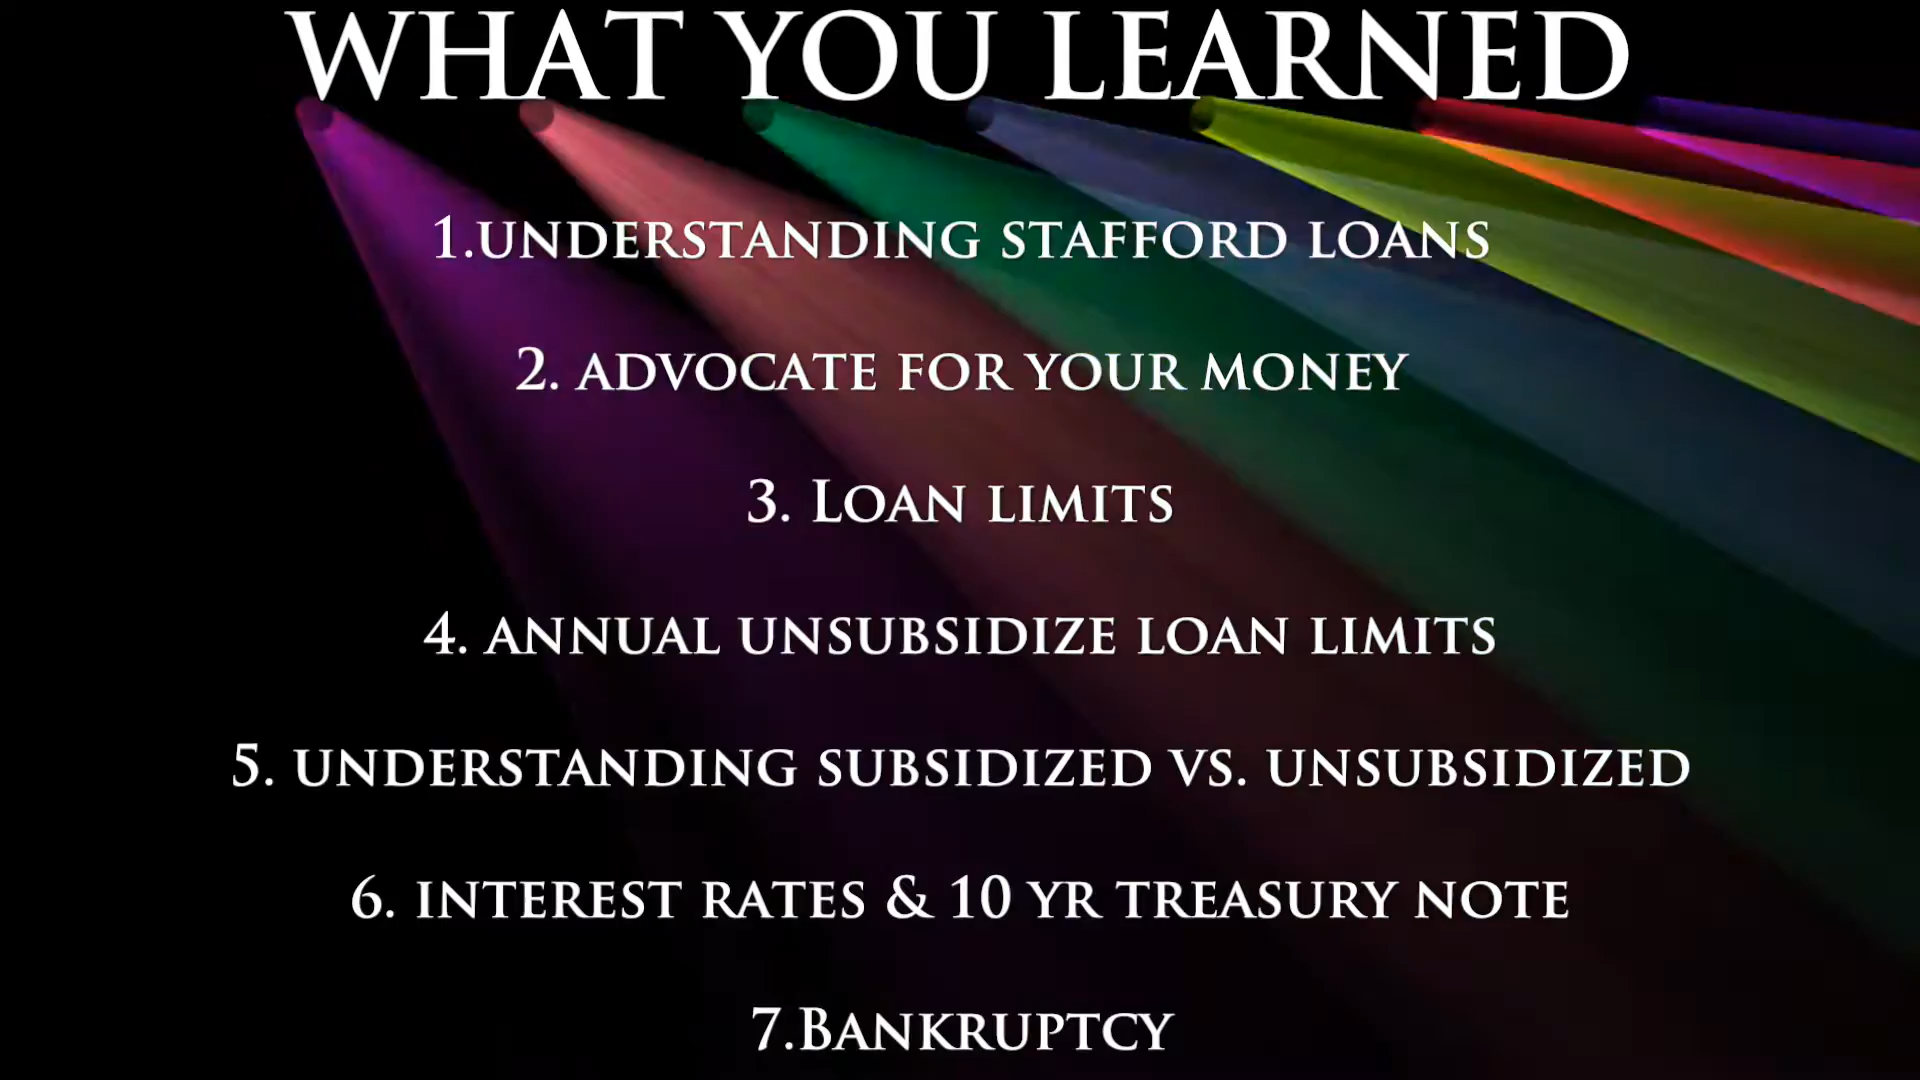 WHAT YOU LEARNED
1.UNDERSTANDING STAFFORD LOANS
2. ADVOCATE FOR YOUR MONEY
3. LOAN LIMITS
4. ANNUAL UNSUBSIDIZE LOAN LIMITS
5. UNDERSTANDING SUBSIDIZED VS. UNSUBSIDIZED
6. INTEREST RATES & 10 YR TREASURY NOTE
7.BANKRUPTCY